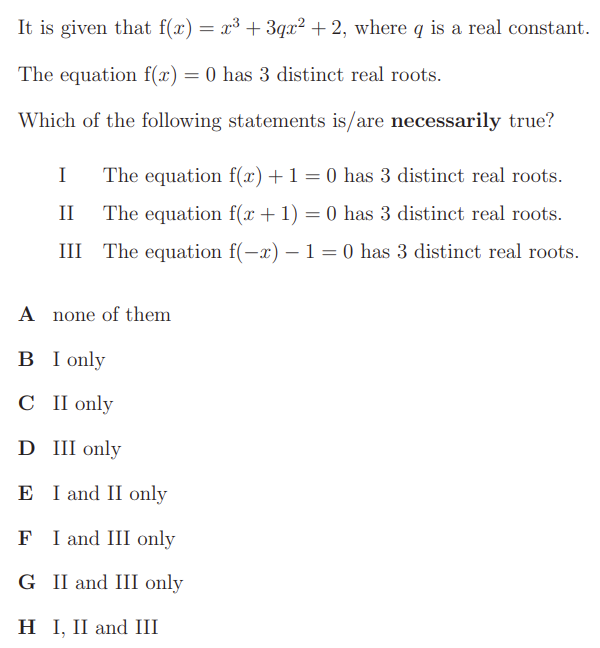 It is given that f(x) = x³ + 3qx² + 2, where q is a real constant.
The equation f(x) = 0 has 3 distinct real roots.
Which of the following statements is/are necessarily true?
I The equation f(x) + 1 = 0 has 3 distinct real roots.
II The equation f(x + 1) = 0 has 3 distinct real roots.
III The equation f(−x) − 1 = 0 has 3 distinct real roots.
A none of them
B I only
C II only
D III only
E I and II only
F I and III only
G II and III only
H I, II and III